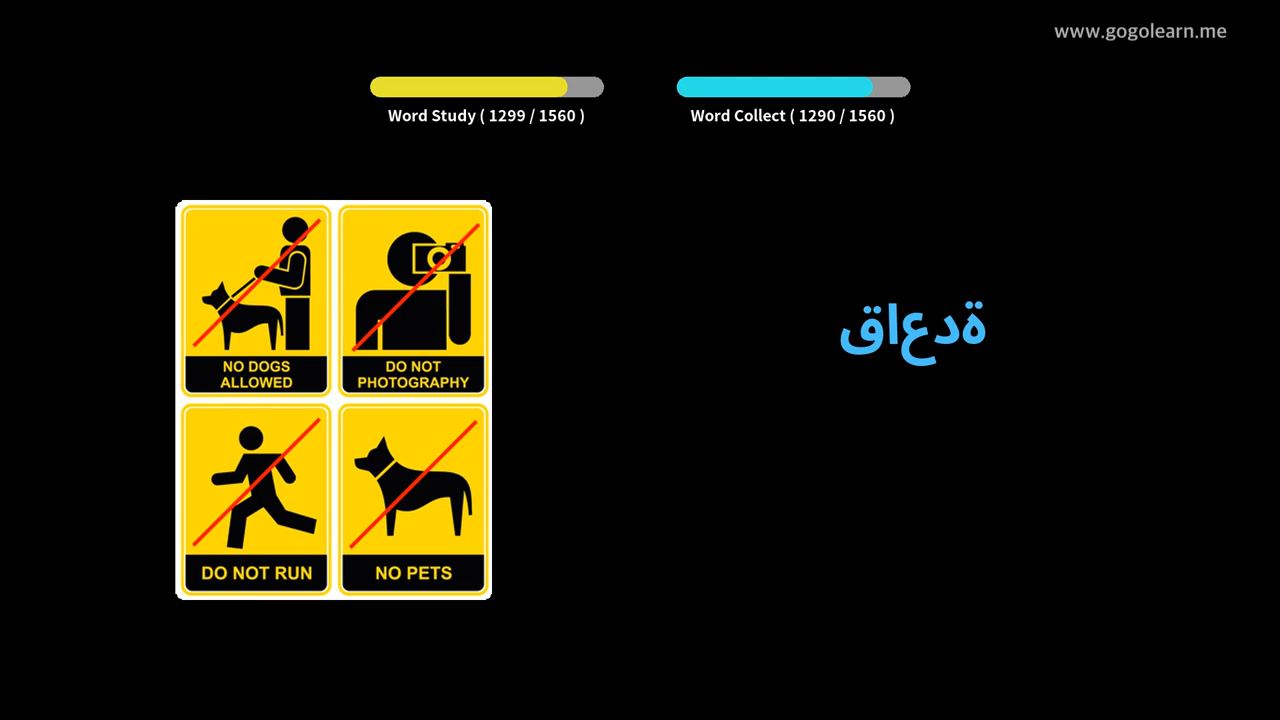 www.gogolearn.me
Word Study ( 1299 / 1560 )
Word Collect ( 1290 / 1560 )
NO DOGS
ALLOWED
DO NOT
PHOTOGRAPHY
قاعدة
DO NOT RUN
NO PETS